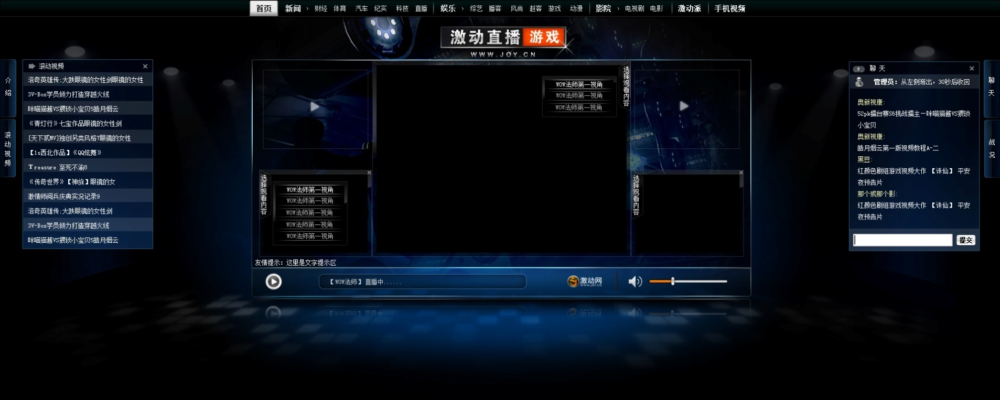 首页 新闻 › 财经 体育 汽车 纪实 科技 直播 娱乐 › 综艺 播客 风尚 赵客 游戏 动漫 影院 › 电视剧 电影 激动派 手机视频
激动直播 游戏
WWW.JOY.CN
介绍
滚动视频
滚动视频 ×
洛奇英雄传:大跌眼镜的女性剑眼镜的女性
3V-Box学员倾力打造穿越火线
咪喵猫酱VS猥琐小宝贝5皓月烟云
《青灯行》七宝作品眼镜的女性剑
[天下贰MV]独创另类风格7眼镜的女性
【1s西北作品】《QQ炫舞》
Treasure 至死不渝8
《传奇世界》【神族】眼镜的女
激情师阅兵庆典实况记录9
洛奇英雄传:大跌眼镜的女性剑
3V-Box学员倾力打造穿越火线
咪喵猫酱VS猥琐小宝贝5皓月烟云
选择观看内容
WOW法师第一视角
WOW法师第一视角
WOW法师第一视角
选择观看内容
WOW法师第一视角
WOW法师第一视角
WOW法师第一视角
WOW法师第一视角
WOW法师第一视角
选择观看内容
友情提示：这里是文字提示区
【WOW法师】直播中......
激动网
WWW.JOY.CN
聊 天 ×
管理员：从左侧渐出，30秒后收回
奥新视康:
52pk擂台赛S6挑战擂主—咪喵猫酱VS猥琐
小宝贝
奥新视康:
皓月烟云第一版视频教程A-二
黑豆:
红颜色剧组游戏视频大作 【诛仙】 平安
夜预告片
那个或那个影:
红颜色剧组游戏视频大作 【诛仙】 平安
夜预告片
提交
聊天
战况